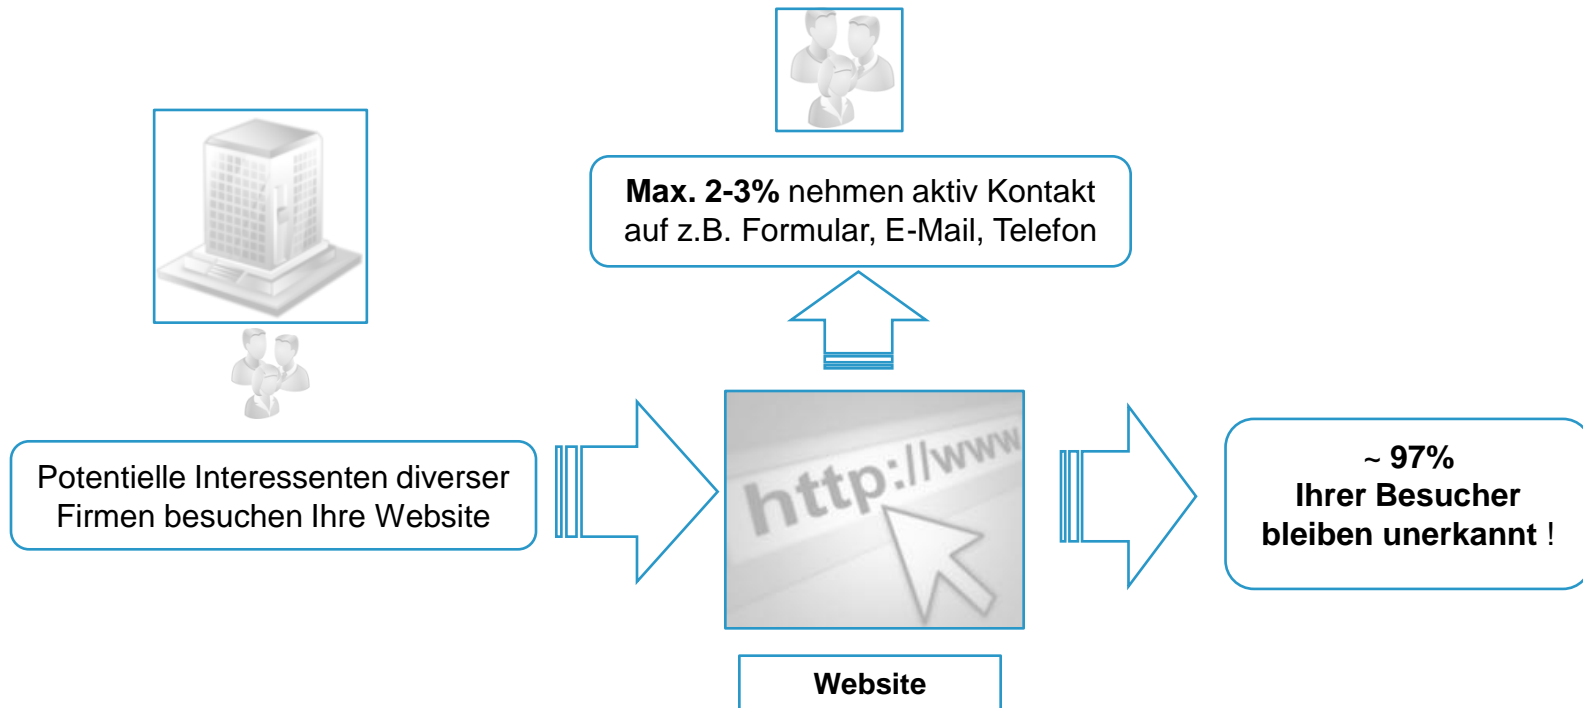 Max. 2-3% nehmen aktiv Kontakt
auf z.B. Formular, E-Mail, Telefon
Potentielle Interessenten diverser
Firmen besuchen Ihre Website
http://www
~ 97%
Ihrer Besucher
bleiben unerkannt !
Website